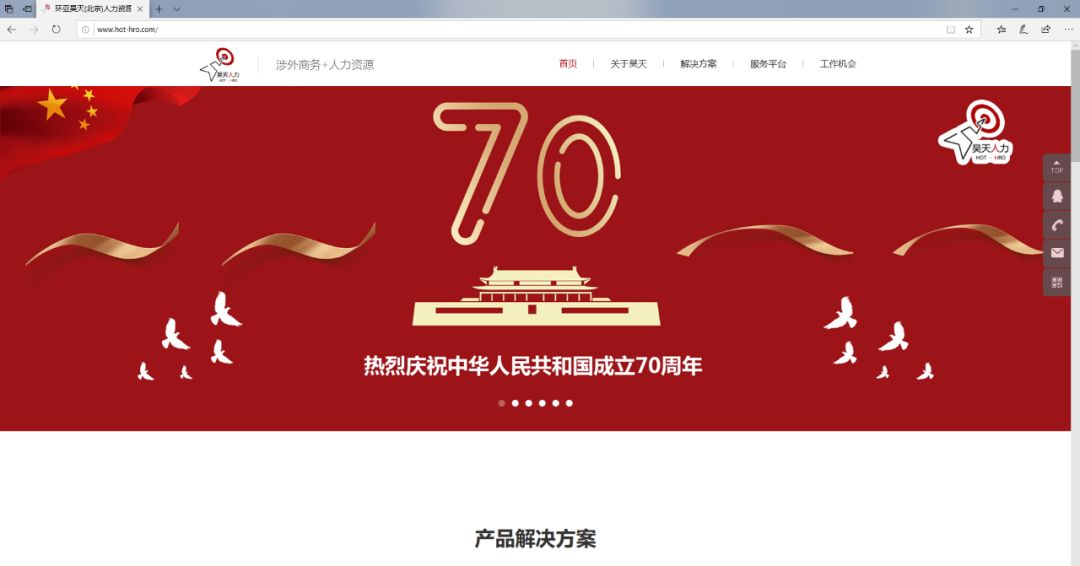 环亚昊天(北京)人力资源
www.hot-hro.com/
昊天人力
HOT - HRO
涉外商务+人力资源
首页
关于昊天
解决方案
服务平台
工作机会
70
昊天人力
HOT - HRO
TOP
热烈庆祝中华人民共和国成立70周年
产品解决方案